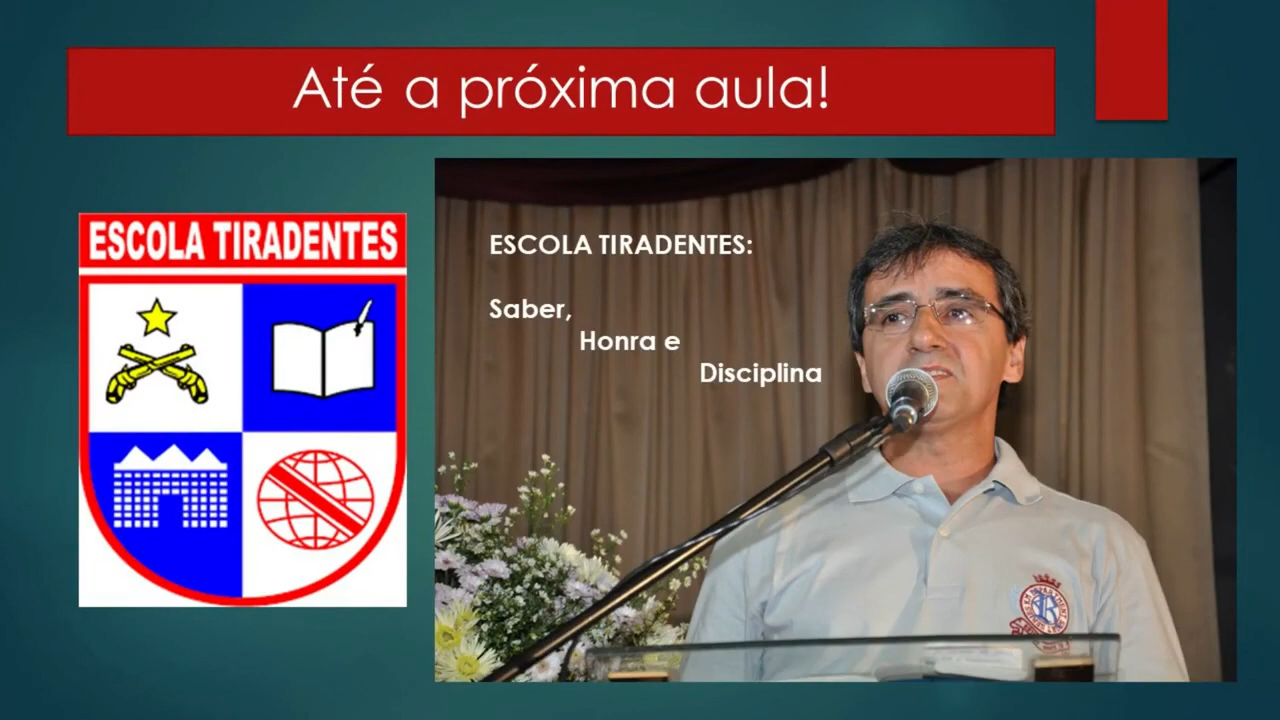 Até a próxima aula!
ESCOLA TIRADENTES
ESCOLA TIRADENTES:
Saber,
Honra e
Disciplina